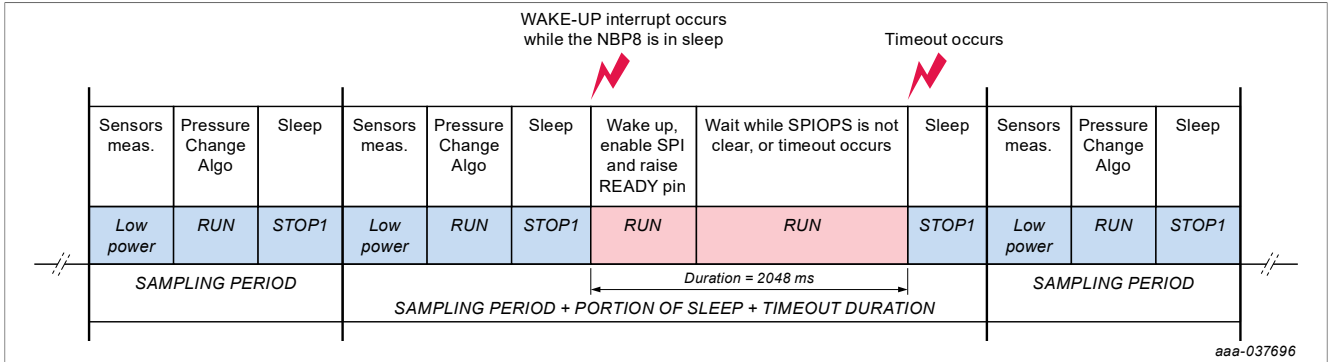 WAKE-UP interrupt occurs
while the NBP8 is in sleep
Timeout occurs
Sensors
meas.
Pressure
Change
Algo
Sleep
Sensors
meas.
Pressure
Change
Algo
Sleep
Wake up,
enable SPI
and raise
READY pin
Wait while SPIOPS is not
clear, or timeout occurs
Sleep
Sensors
meas.
Pressure
Change
Algo
Sleep
Low
power
RUN
STOP1
Low
power
RUN
STOP1
RUN
RUN
STOP1
Low
power
RUN
STOP1
SAMPLING PERIOD
Duration = 2048 ms
SAMPLING PERIOD + PORTION OF SLEEP + TIMEOUT DURATION
SAMPLING PERIOD
aaa-037696